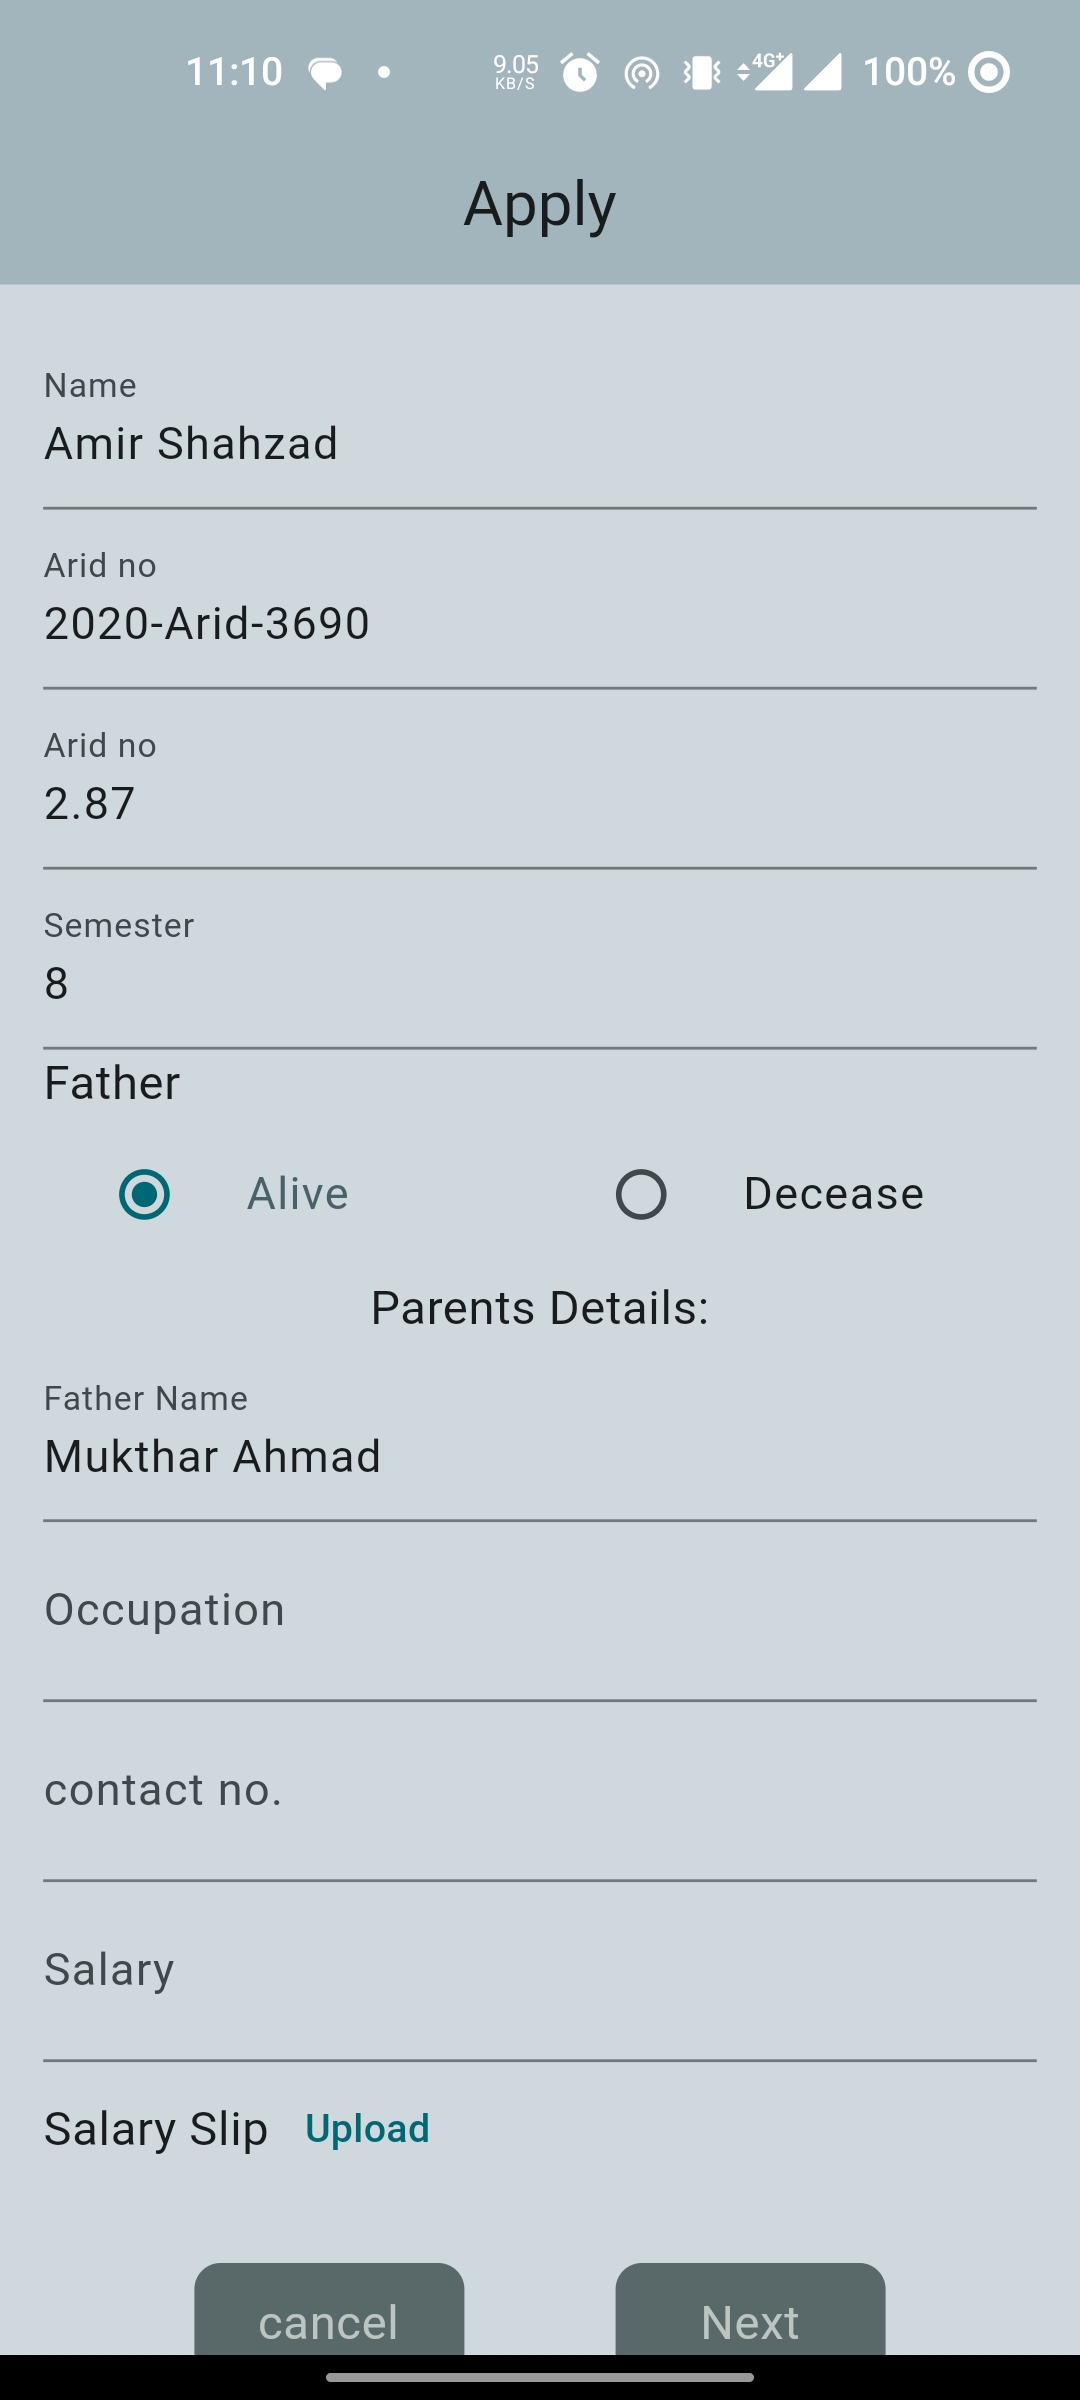 11:10 9.05 KB/S 4G+ 100%
Apply
Name
Amir Shahzad
Arid no
2020-Arid-3690
Arid no
2.87
Semester
8
Father
Alive Decease
Parents Details:
Father Name
Mukthar Ahmad
Occupation
contact no.
Salary
Salary Slip Upload
cancel Next